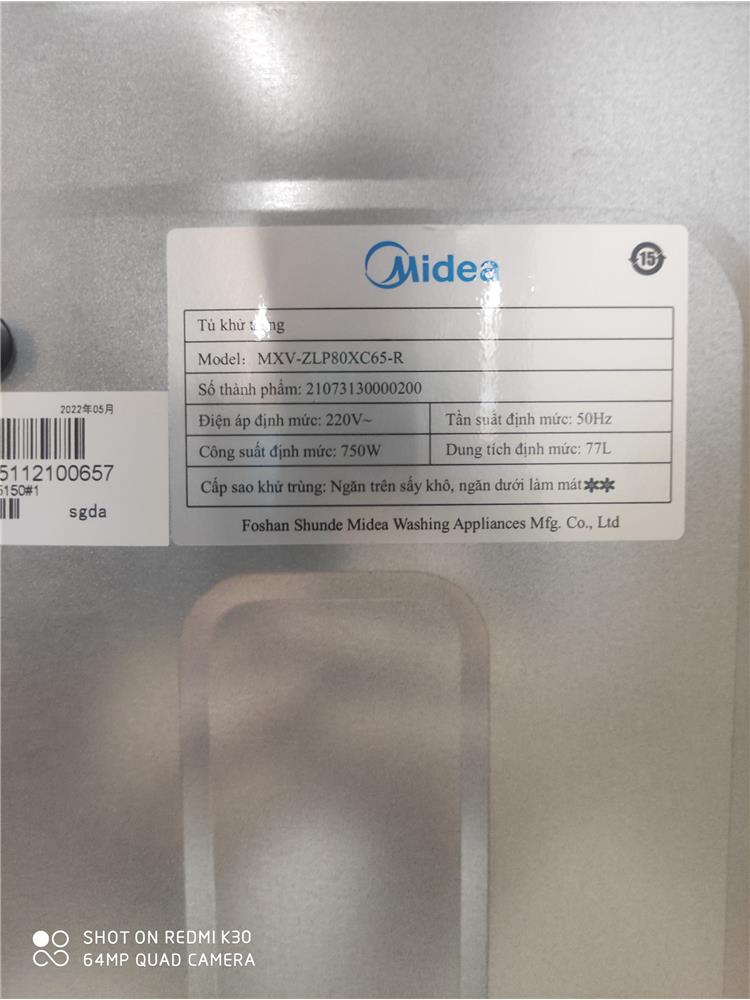 Midea
15
Tủ khử
Model: MXV-ZLP80XC65-R
Số thành phẩm: 21073130000200
Điện áp định mức: 220V~
Tần suất định mức: 50Hz
Công suất định mức: 750W
Dung tích định mức: 77L
Cấp sao khử trùng: Ngăn trên sấy khô, ngăn dưới làm mát✲✲
Foshan Shunde Midea Washing Appliances Mfg. Co., Ltd
2022年05月
5112100657
5150#1
sgda
SHOT ON REDMI K30
64MP QUAD CAMERA